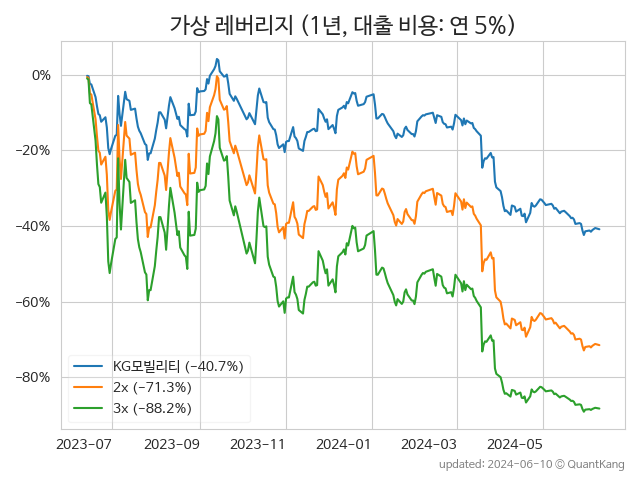 가상 레버리지 (1년, 대출 비용: 연 5%)
0%
−20%
−40%
−60%
−80%
KG모빌리티 (−40.7%)
2x (−71.3%)
3x (−88.2%)
2023-07 2023-09 2023-11 2024-01 2024-03 2024-05
updated: 2024-06-10 © QuantKang